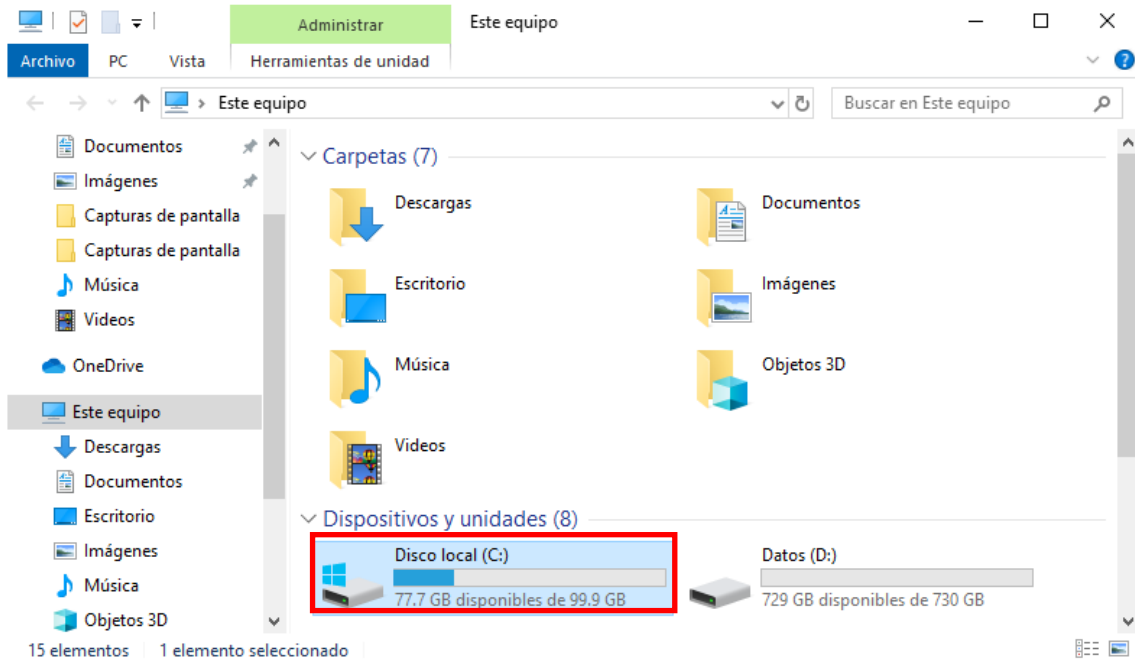 Administrar
Este equipo
Archivo
PC
Vista
Herramientas de unidad
?
Este equipo
Buscar en Este equipo
Documentos
Imágenes
Capturas de pantalla
Capturas de pantalla
Música
Videos
OneDrive
Este equipo
Descargas
Documentos
Escritorio
Imágenes
Música
Objetos 3D
Carpetas (7)
Descargas
Documentos
Escritorio
Imágenes
Música
Objetos 3D
Videos
Dispositivos y unidades (8)
Disco local (C:)
77.7 GB disponibles de 99.9 GB
Datos (D:)
729 GB disponibles de 730 GB
15 elementos
1 elemento seleccionado